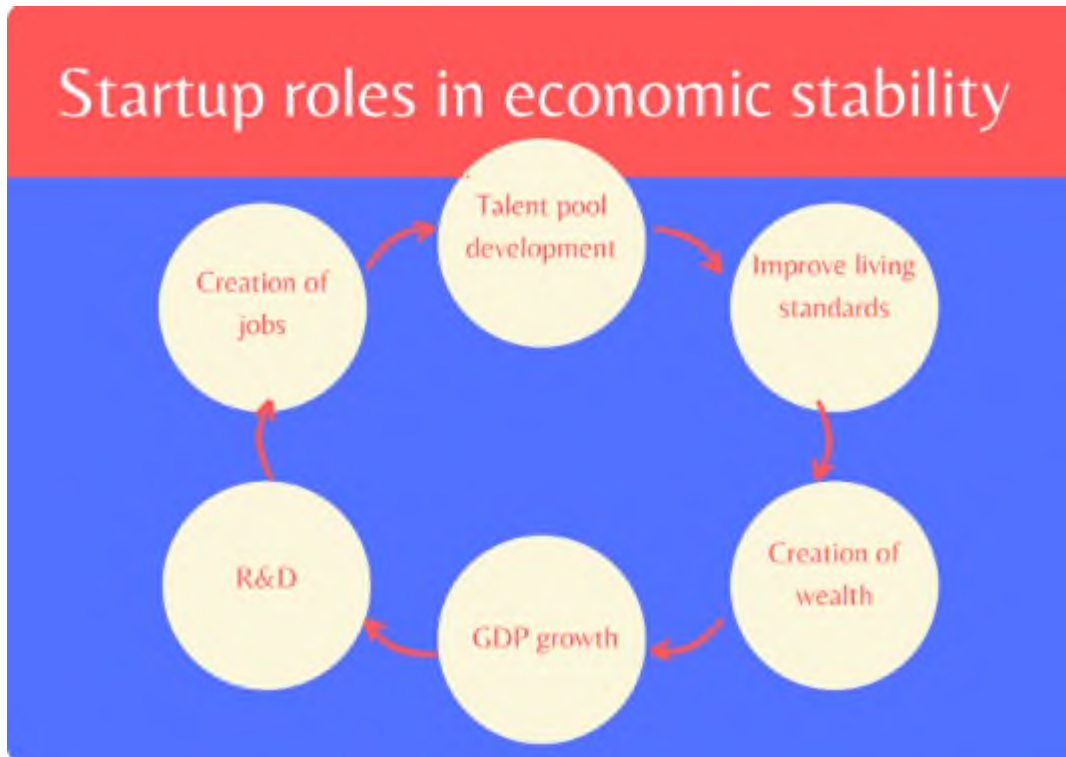 Startup roles in economic stability
Talent pool
development
Improve living
standards
Creation of
wealth
GDP growth
R&D
Creation of
jobs